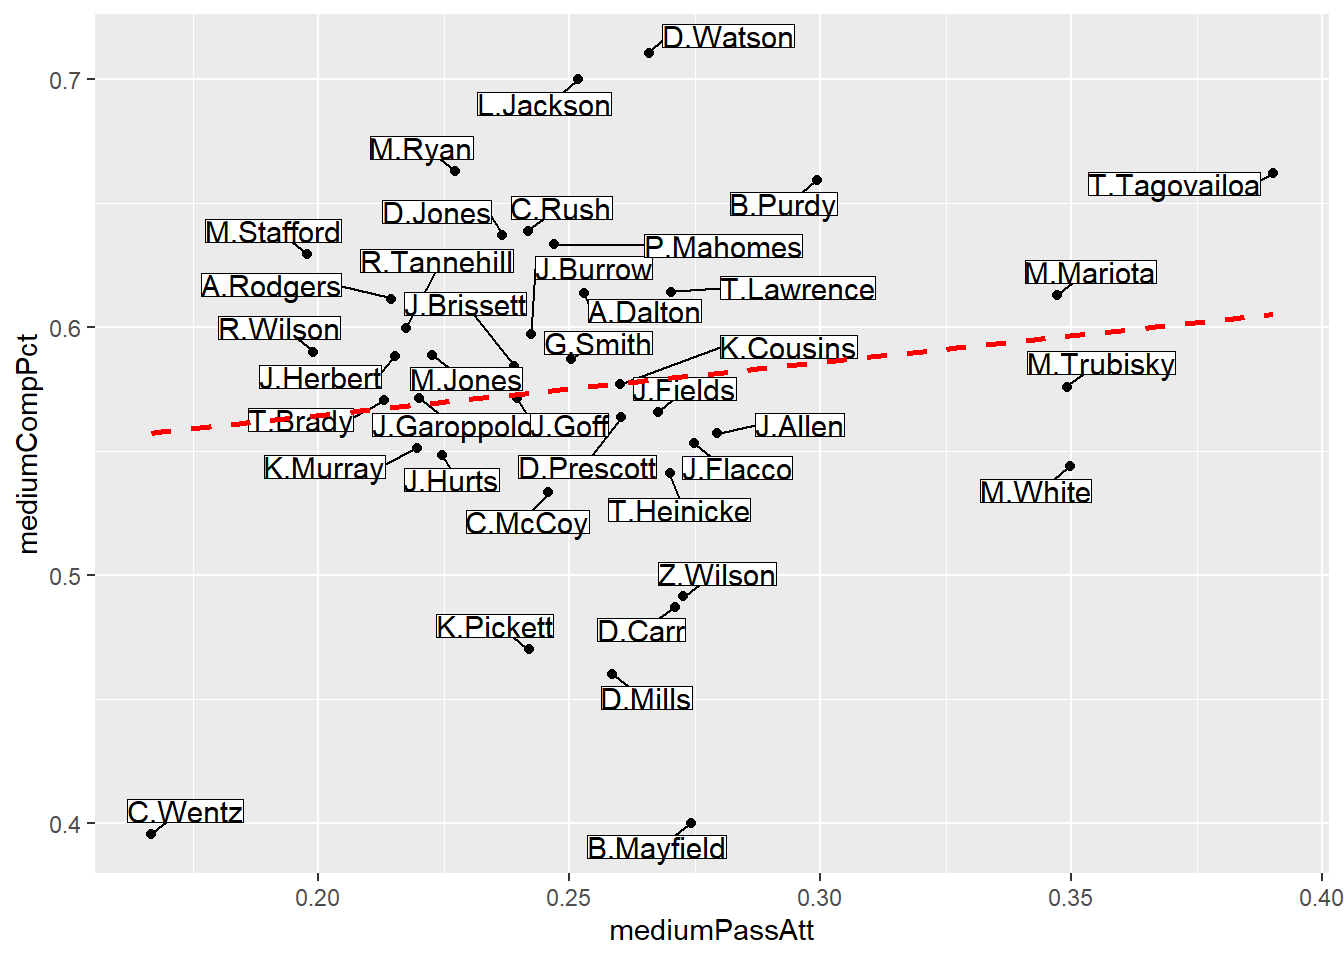 D.Watson
0.7
L.Jackson
M.Ryan
T.Tagovailoa
B.Purdy
C.Rush
D.Jones
M.Stafford
P.Mahomes
R.Tannehill
J.Burrow
M.Mariota
A.Rodgers
T.Lawrence
J.Brissett
A.Dalton
0.6
R.Wilson
G.Smith
K.Cousins
M.Trubisky
J.Herbert
M.Jones
J.Fields
T.Brady
J.Garoppolo
J.Goff
J.Allen
K.Murray
D.Prescott
J.Flacco
J.Hurts
M.White
T.Heinicke
C.McCoy
0.5
Z.Wilson
K.Pickett
D.Carr
D.Mills
C.Wentz
0.4
B.Mayfield
mediumCompPct
0.20 0.25 0.30 0.35 0.40
mediumPassAtt